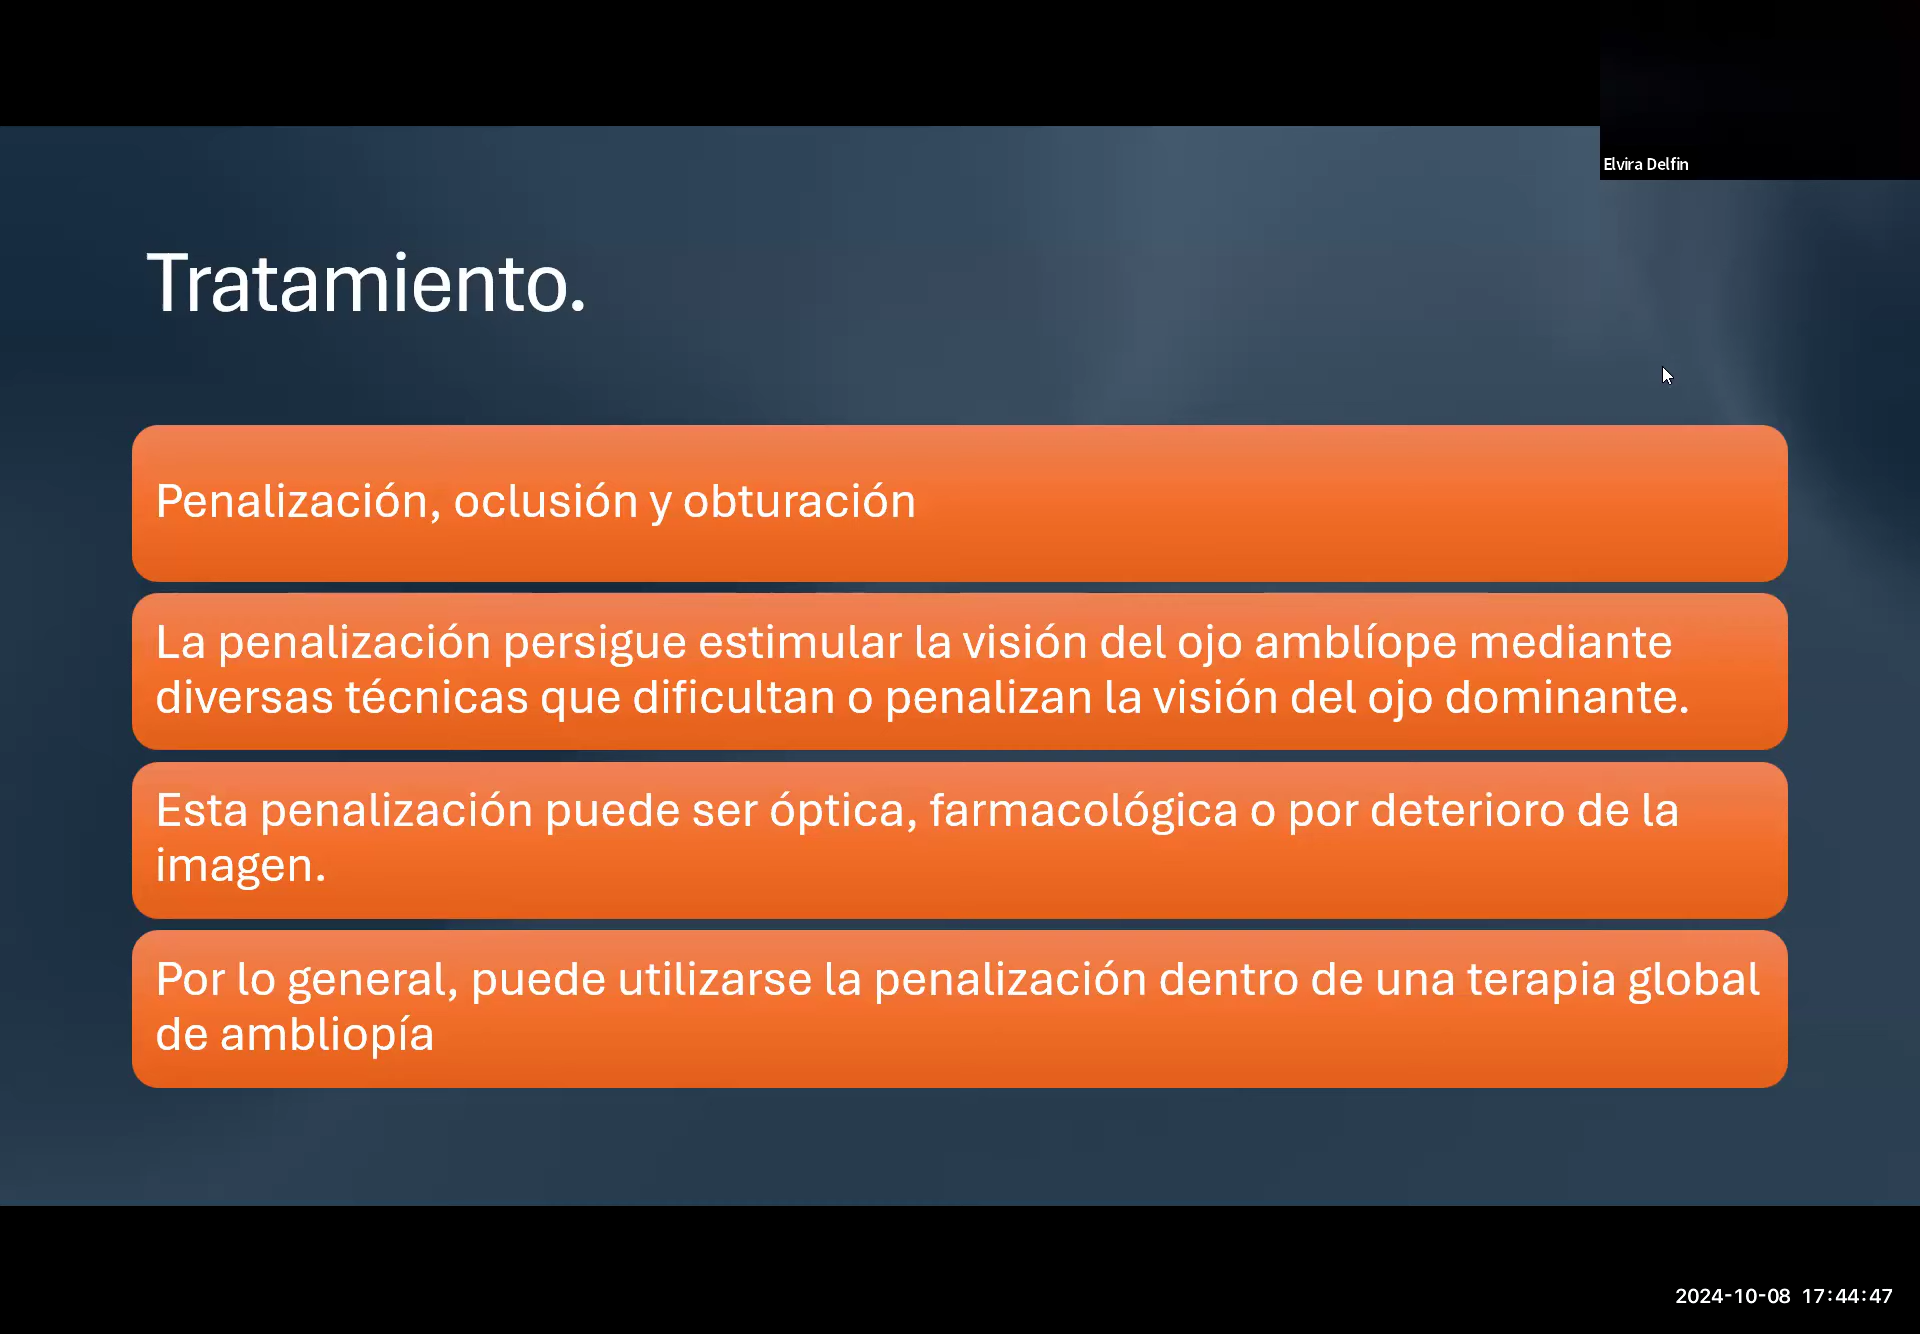 Elvira Delfin
Tratamiento.
Penalización, oclusión y obturación
La penalización persigue estimular la visión del ojo amblíope mediante
diversas técnicas que dificultan o penalizan la visión del ojo dominante.
Esta penalización puede ser óptica, farmacológica o por deterioro de la
imagen.
Por lo general, puede utilizarse la penalización dentro de una terapia global
de ambliopía
2024-10-08 17:44:47